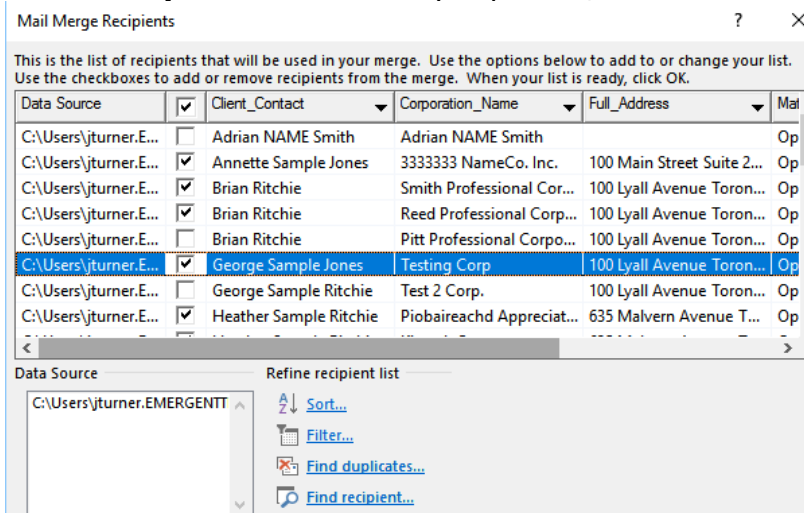 Mail Merge Recipients ? ×
This is the list of recipients that will be used in your merge. Use the options below to add to or change your list.
Use the checkboxes to add or remove recipients from the merge. When your list is ready, click OK.
Data Source Client_Contact Corporation_Name Full_Address Mat
C:\Users\jturner.E... Adrian NAME Smith Adrian NAME Smith Op
C:\Users\jturner.E... Annette Sample Jones 3333333 NameCo. Inc. 100 Main Street Suite 2... Op
C:\Users\jturner.E... Brian Ritchie Smith Professional Cor... 100 Lyall Avenue Toron... Op
C:\Users\jturner.E... Brian Ritchie Reed Professional Corp... 100 Lyall Avenue Toron... Op
C:\Users\jturner.E... Brian Ritchie Pitt Professional Corpo... 100 Lyall Avenue Toron... Op
C:\Users\jturner.E... George Sample Jones Testing Corp 100 Lyall Avenue Toron... Op
C:\Users\jturner.E... George Sample Ritchie Test 2 Corp. 100 Lyall Avenue Toron... Op
C:\Users\jturner.E... Heather Sample Ritchie Piobaireachd Appreciat... 635 Malvern Avenue T... Op
Data Source Refine recipient list
C:\Users\jturner.EMERGENTT
Sort...
Filter...
Find duplicates...
Find recipient...